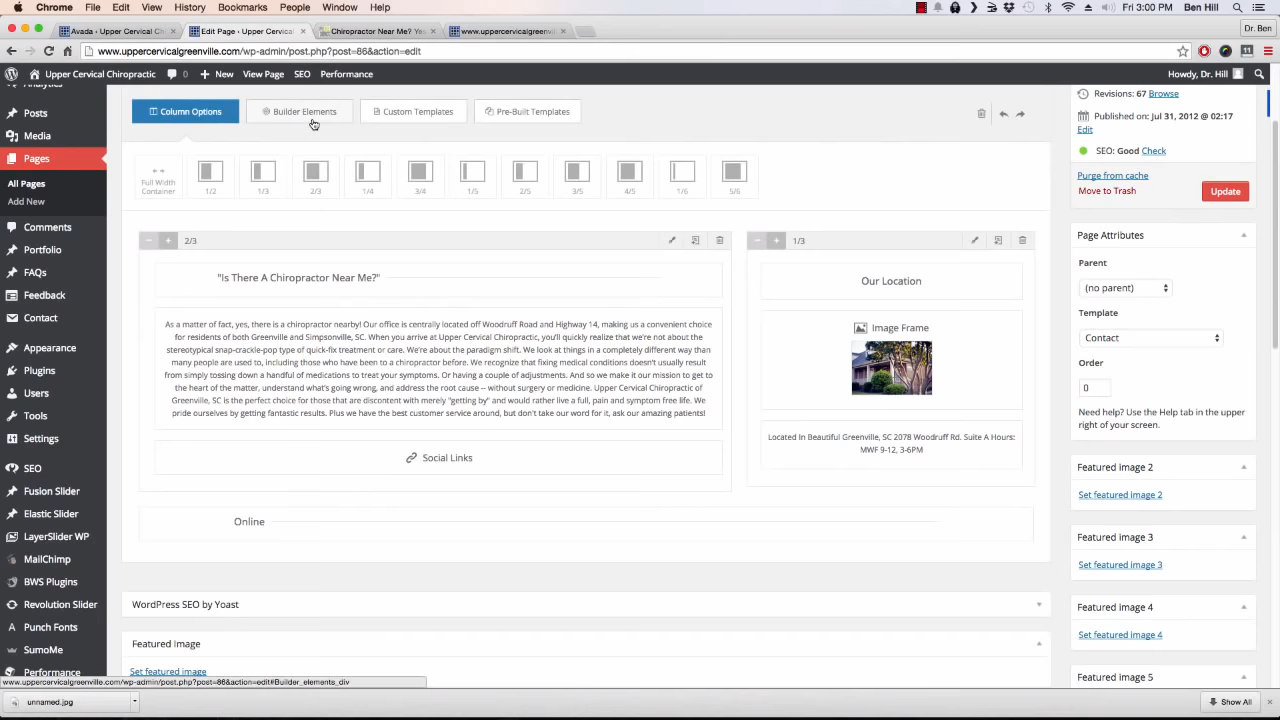 Chrome File Edit View History Bookmarks People Window Help
Fri 3:00 PM Ben Hill
Avada ‹ Upper Cervical Ch
Edit Page ‹ Upper Cervical
Chiropractor Near Me? Yes
www.uppercervicalgreenvill
Dr. Ben
www.uppercervicalgreenville.com/wp-admin/post.php?post=86&action=edit
Upper Cervical Chiropractic 0 New View Page SEO Performance
Howdy, Dr. Hill
Analytics
Posts
Media
Pages
All Pages
Add New
Comments
Portfolio
FAQs
Feedback
Contact
Appearance
Plugins
Users
Tools
Settings
SEO
Fusion Slider
Elastic Slider
LayerSlider WP
MailChimp
BWS Plugins
Revolution Slider
Punch Fonts
SumoMe
Performance
Column Options
Builder Elements
Custom Templates
Pre-Built Templates
Full Width
Container
1/2 1/3 2/3 1/4 3/4 1/5 2/5 3/5 4/5 1/6 5/6
2/3
"Is There A Chiropractor Near Me?"
As a matter of fact, yes, there is a chiropractor nearby! Our office is centrally located off Woodruff Road and Highway 14, making us a convenient choice
for residents of both Greenville and Simpsonville, SC. When you arrive at Upper Cervical Chiropractic, you'll quickly realize that we're not about the
stereotypical snap-crackle-pop type of quick-fix treatment or care. We're about the paradigm shift. We look at things in a completely different way than
many people are used to, including those who have been to a chiropractor before. We recognize that fixing medical conditions doesn't usually result
from simply tossing down a handful of medications to treat your symptoms. Or having a couple of adjustments. And so we make it our mission to get to
the heart of the matter, understand what's going wrong, and address the root cause – without surgery or medicine. Upper Cervical Chiropractic of
Greenville, SC is the perfect choice for those that are discontent with merely "getting by" and would rather live a full, pain and symptom free life. We
pride ourselves by getting fantastic results. Plus we have the best customer service around, but don't take our word for it, ask our amazing patients!
Social Links
1/3
Our Location
Image Frame
Located In Beautiful Greenville, SC 2078 Woodruff Rd. Suite A Hours:
MWF 9-12, 3-6PM
Online
WordPress SEO by Yoast
Featured Image
Set featured image
Revisions: 67 Browse
Published on: Jul 31, 2012 @ 02:17
Edit
SEO: Good Check
Purge from cache
Move to Trash
Update
Page Attributes
Parent
(no parent)
Template
Contact
Order
0
Need help? Use the Help tab in the upper
right of your screen.
Featured image 2
Set featured image 2
Featured image 3
Set featured image 3
Featured image 4
Set featured image 4
Featured image 5
www.uppercervicalgreenville.com/wp-admin/post.php?post=86&action=edit#Builder_elements_div
unnamed.jpg
Show All